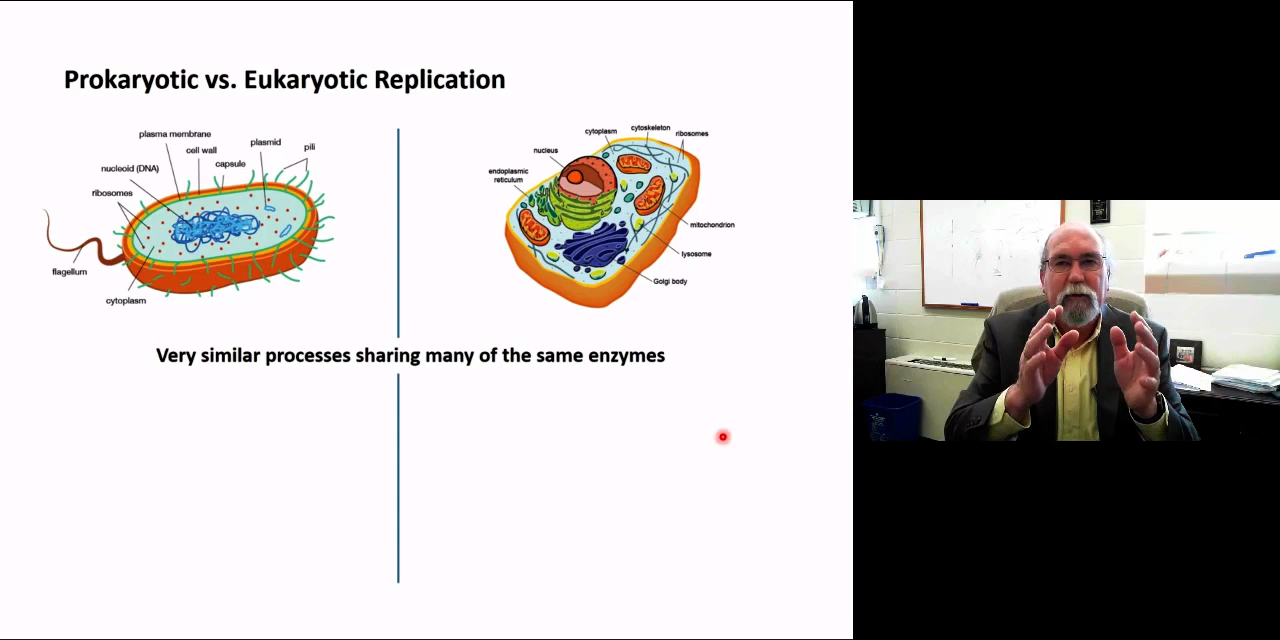 Prokaryotic vs. Eukaryotic Replication
plasma membrane
cell wall
plasmid
pili
nucleoid (DNA)
capsule
ribosomes
flagellum
cytoplasm
cytoplasm
cytoskeleton
ribosomes
nucleus
endoplasmic
reticulum
mitochondrion
lysosome
Golgi body
Very similar processes sharing many of the same enzymes